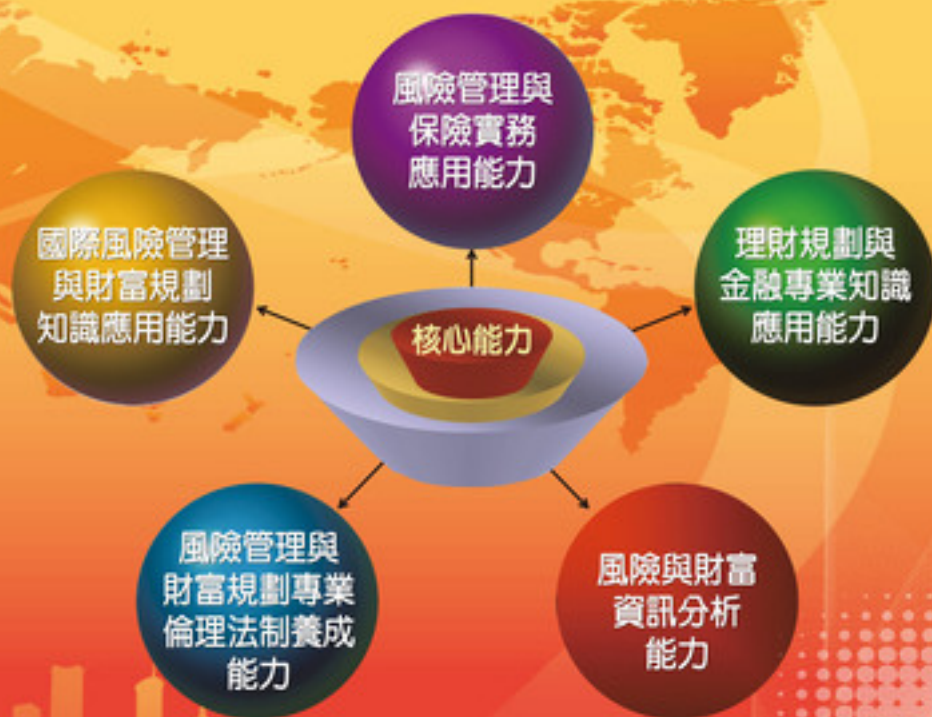 風險管理與
保險實務
應用能力
國際風險管理
與財富規劃
知識應用能力
理財規劃與
金融專業知識
應用能力
核心能力
風險管理與
財富規劃專業
倫理法制養成
能力
風險與財富
資訊分析
能力